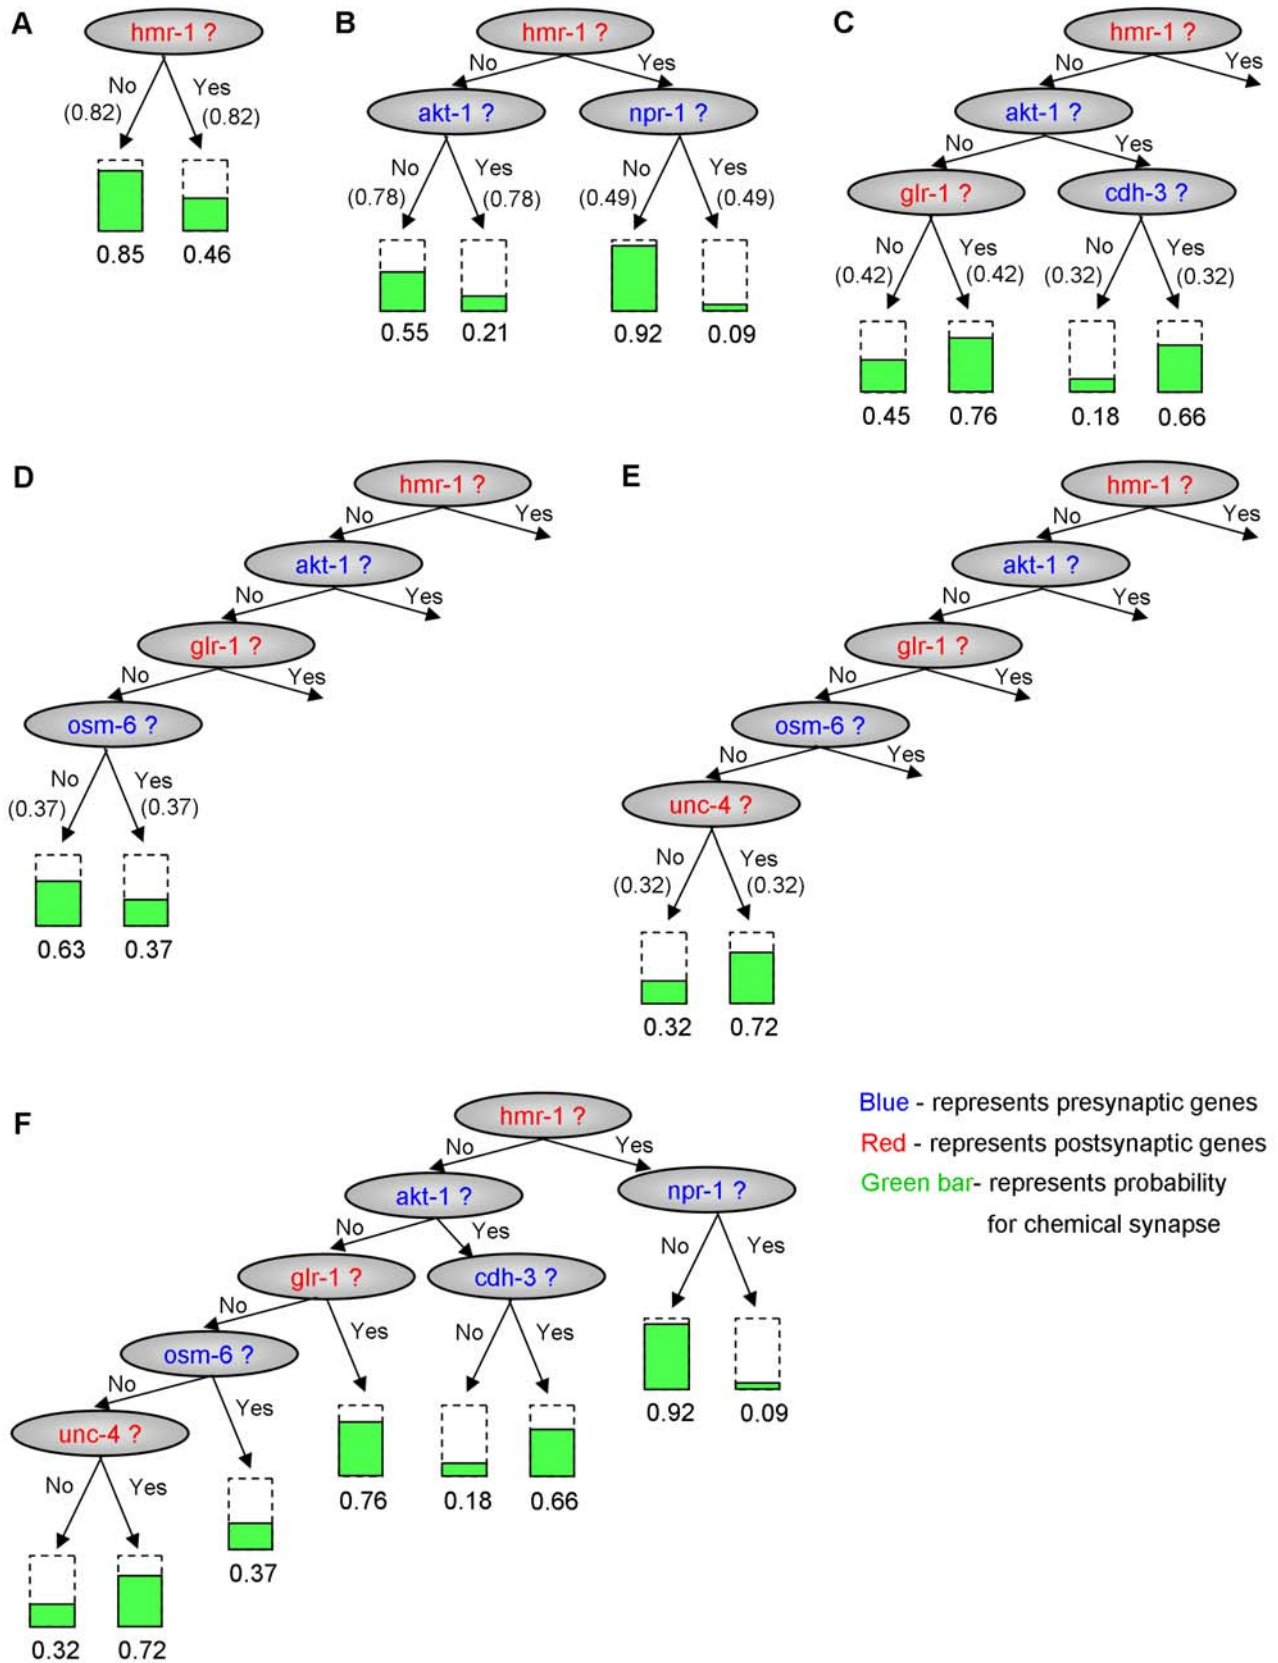 A
hmr-1 ?
No
Yes
(0.82)
(0.82)
0.85
0.46
B
hmr-1 ?
No
Yes
akt-1 ?
npr-1 ?
No
Yes
No
Yes
(0.78)
(0.78)
(0.49)
(0.49)
0.55
0.21
0.92
0.09
C
hmr-1 ?
No
Yes
akt-1 ?
No
Yes
glr-1 ?
cdh-3 ?
No
Yes
No
Yes
(0.42)
(0.42)
(0.32)
(0.32)
0.45
0.76
0.18
0.66
D
hmr-1 ?
No
Yes
akt-1 ?
No
Yes
glr-1 ?
No
Yes
osm-6 ?
No
Yes
(0.37)
(0.37)
0.63
0.37
E
hmr-1 ?
No
Yes
akt-1 ?
No
Yes
glr-1 ?
No
Yes
osm-6 ?
No
Yes
unc-4 ?
No
Yes
(0.32)
(0.32)
0.32
0.72
F
hmr-1 ?
No
Yes
akt-1 ?
npr-1 ?
No
Yes
No
Yes
glr-1 ?
cdh-3 ?
No
Yes
No
Yes
osm-6 ?
0.92
0.09
No
Yes
unc-4 ?
0.76
0.18
0.66
No
Yes
0.37
0.32
0.72
Blue - represents presynaptic genes
Red - represents postsynaptic genes
Green bar- represents probability
for chemical synapse